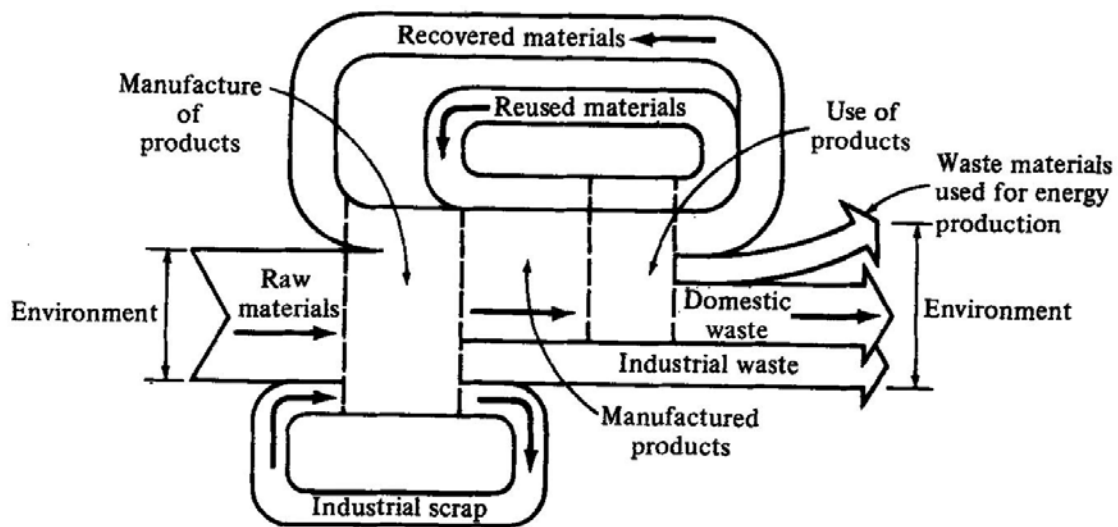 Recovered materials
Manufacture
of
products
Reused materials
Use of
products
Waste materials
used for energy
production
Environment
Raw
materials
Domestic
waste
Environment
Industrial waste
Manufactured
products
Industrial scrap